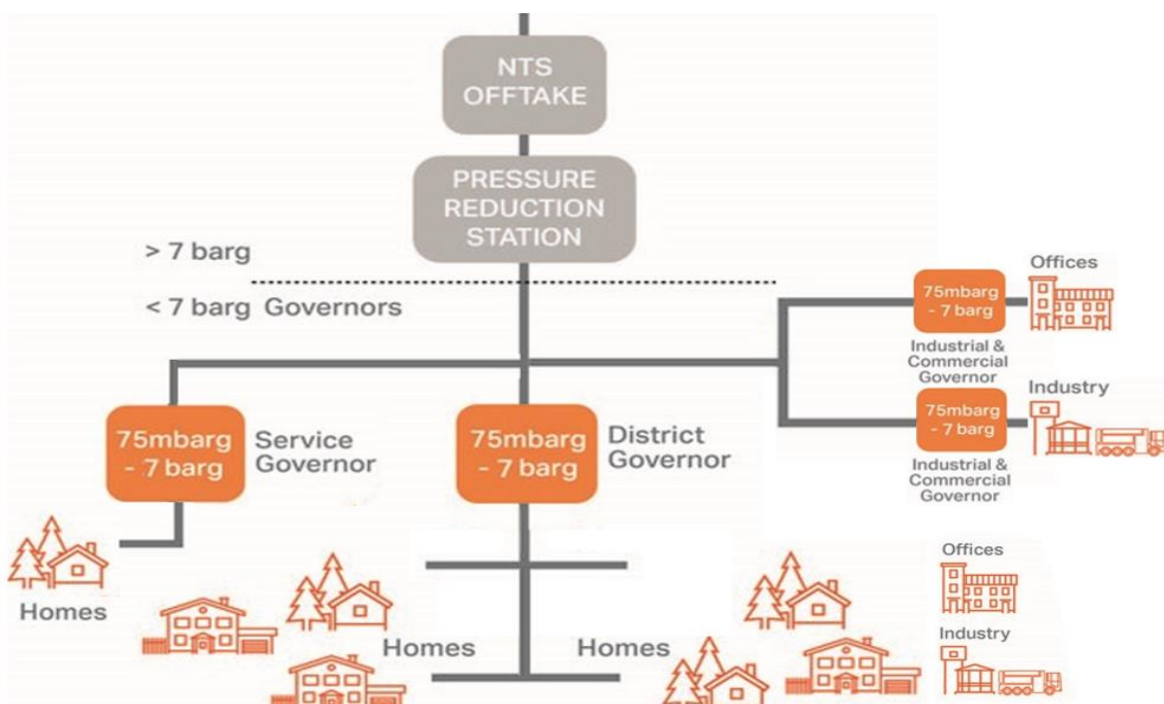 NTS
OFFTAKE
PRESSURE
REDUCTION
STATION
> 7 barg
< 7 barg Governors
Offices
75mbarg
- 7 barg
Industrial &
Commercial
Governor
Industry
75mbarg
- 7 barg
Industrial &
Commercial
Governor
75mbarg
- 7 barg
Service
Governor
75mbarg
- 7 barg
District
Governor
Homes
Homes
Homes
Offices
Industry